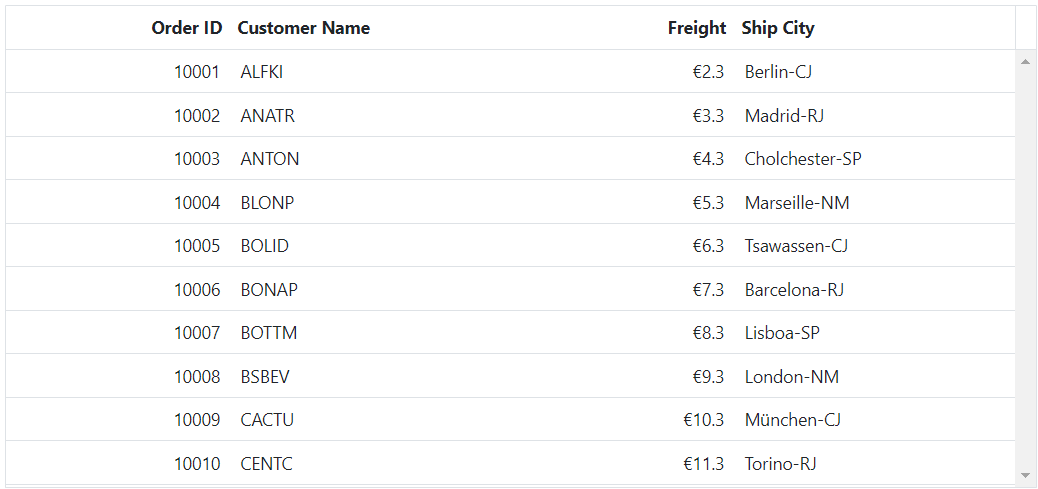 Order ID Customer Name Freight Ship City
10001 ALFKI €2.3 Berlin-CJ
10002 ANATR €3.3 Madrid-RJ
10003 ANTON €4.3 Cholchester-SP
10004 BLONP €5.3 Marseille-NM
10005 BOLID €6.3 Tsawassen-CJ
10006 BONAP €7.3 Barcelona-RJ
10007 BOTTM €8.3 Lisboa-SP
10008 BSBEV €9.3 London-NM
10009 CACTU €10.3 München-CJ
10010 CENTC €11.3 Torino-RJ